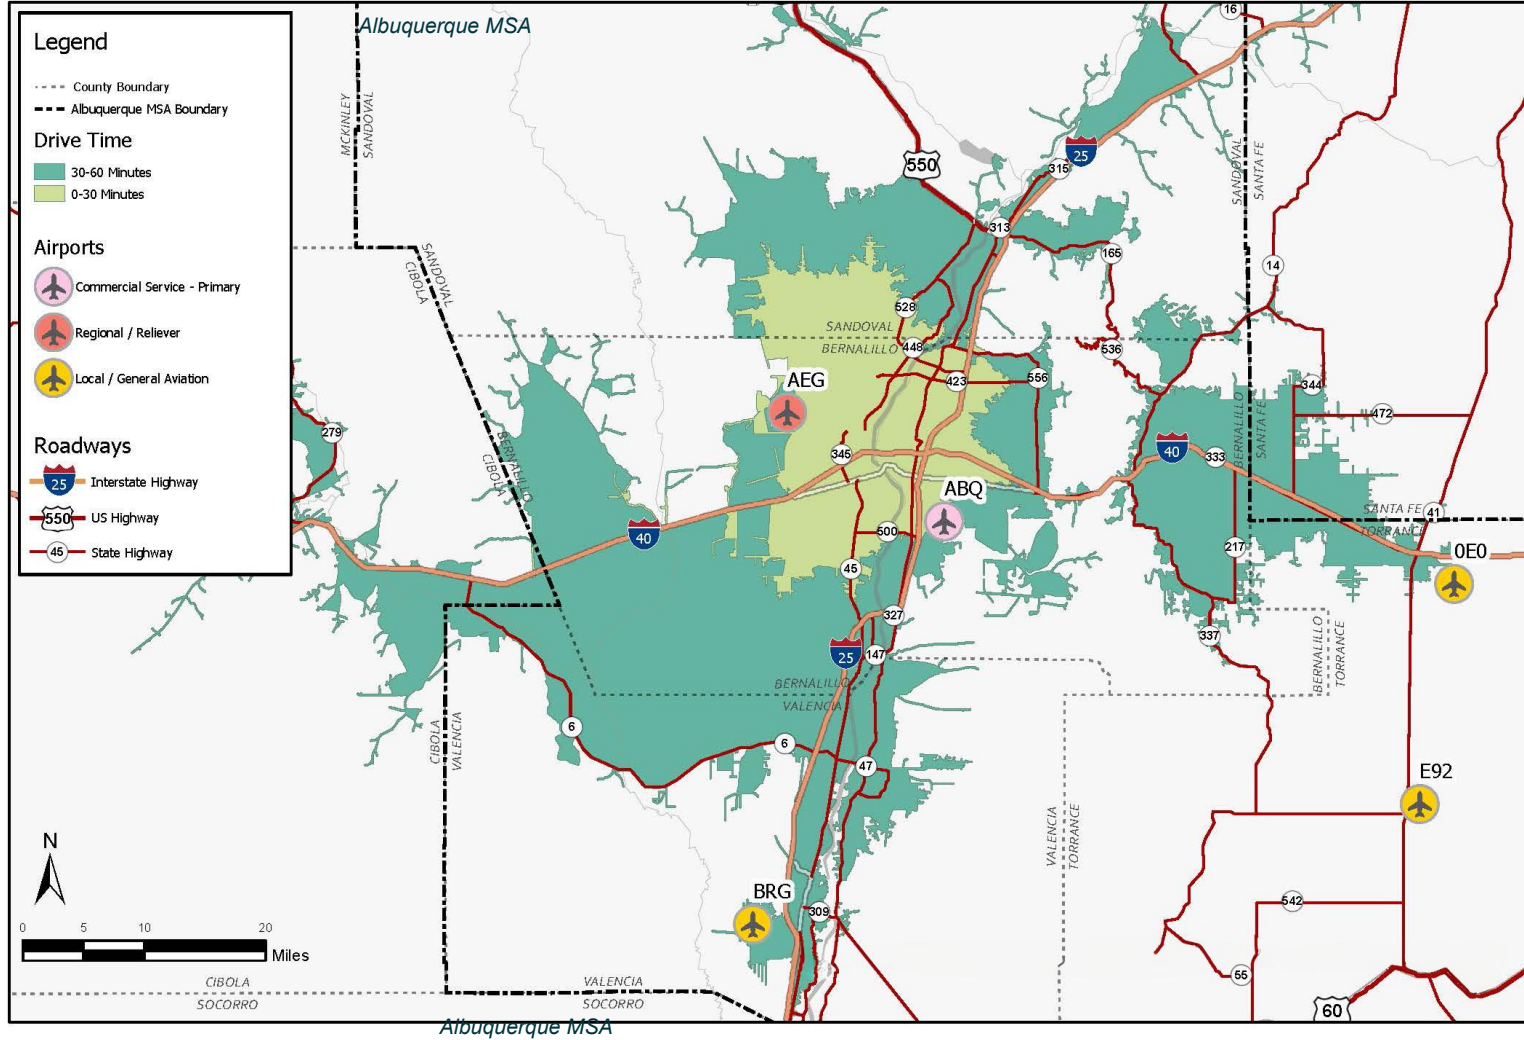 Albuquerque MSA
Legend
County Boundary
Albuquerque MSA Boundary
Drive Time
30-60 Minutes
0-30 Minutes
Airports
Commercial Service - Primary
Regional / Reliever
Local / General Aviation
Roadways
25 Interstate Highway
550 US Highway
45 State Highway
MCKINLEY
SANDOVAL
SANDOVAL
CIBOLA
BERNALILLO
CIBOLA
SANDOVAL
SANTA FE
SANDOVAL
BERNALILLO
BERNALILLO
SANTA FE
SANTA FE
TORRANCE
BERNALILLO
TORRANCE
BERNALILLO
VALENCIA
CIBOLA
VALENCIA
VALENCIA
TORRANCE
CIBOLA
SOCORRO
VALENCIA
SOCORRO
16
550
25
315
313
165
14
528
448
536
423
556
344
472
AEG
279
345
40
333
ABQ
41
40
500
217
0E0
45
327
337
25
147
6
6
47
E92
BRG
309
542
55
60
N
0 5 10 20
Miles
Albuquerque MSA